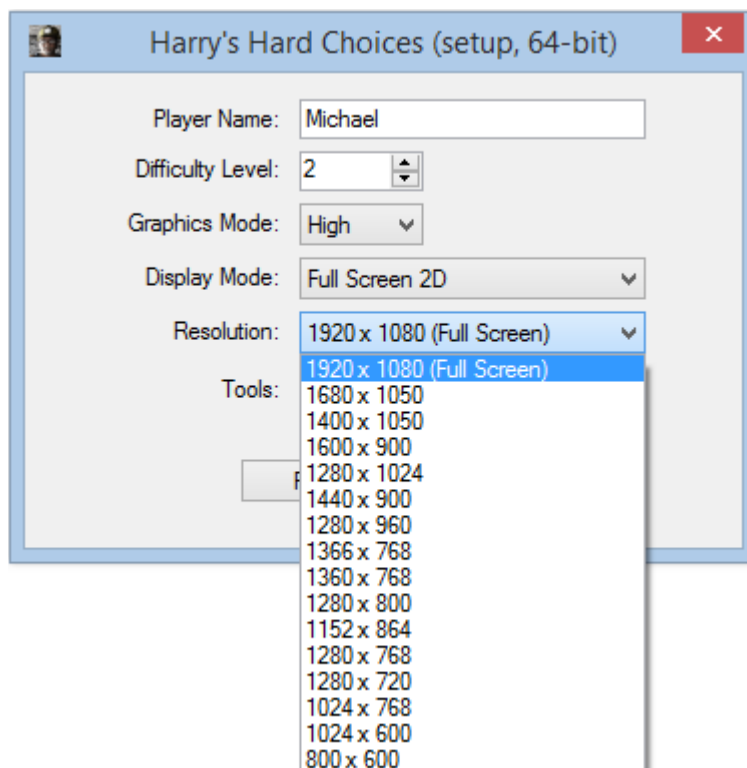 Harry's Hard Choices (setup, 64-bit)
Player Name: Michael
Difficulty Level: 2
Graphics Mode: High
Display Mode: Full Screen 2D
Resolution: 1920 x 1080 (Full Screen)
1920 x 1080 (Full Screen)
Tools:
1680 x 1050
1400 x 1050
1600 x 900
1280 x 1024
1440 x 900
1280 x 960
1366 x 768
1360 x 768
1280 x 800
1152 x 864
1280 x 768
1280 x 720
1024 x 768
1024 x 600
800 x 600